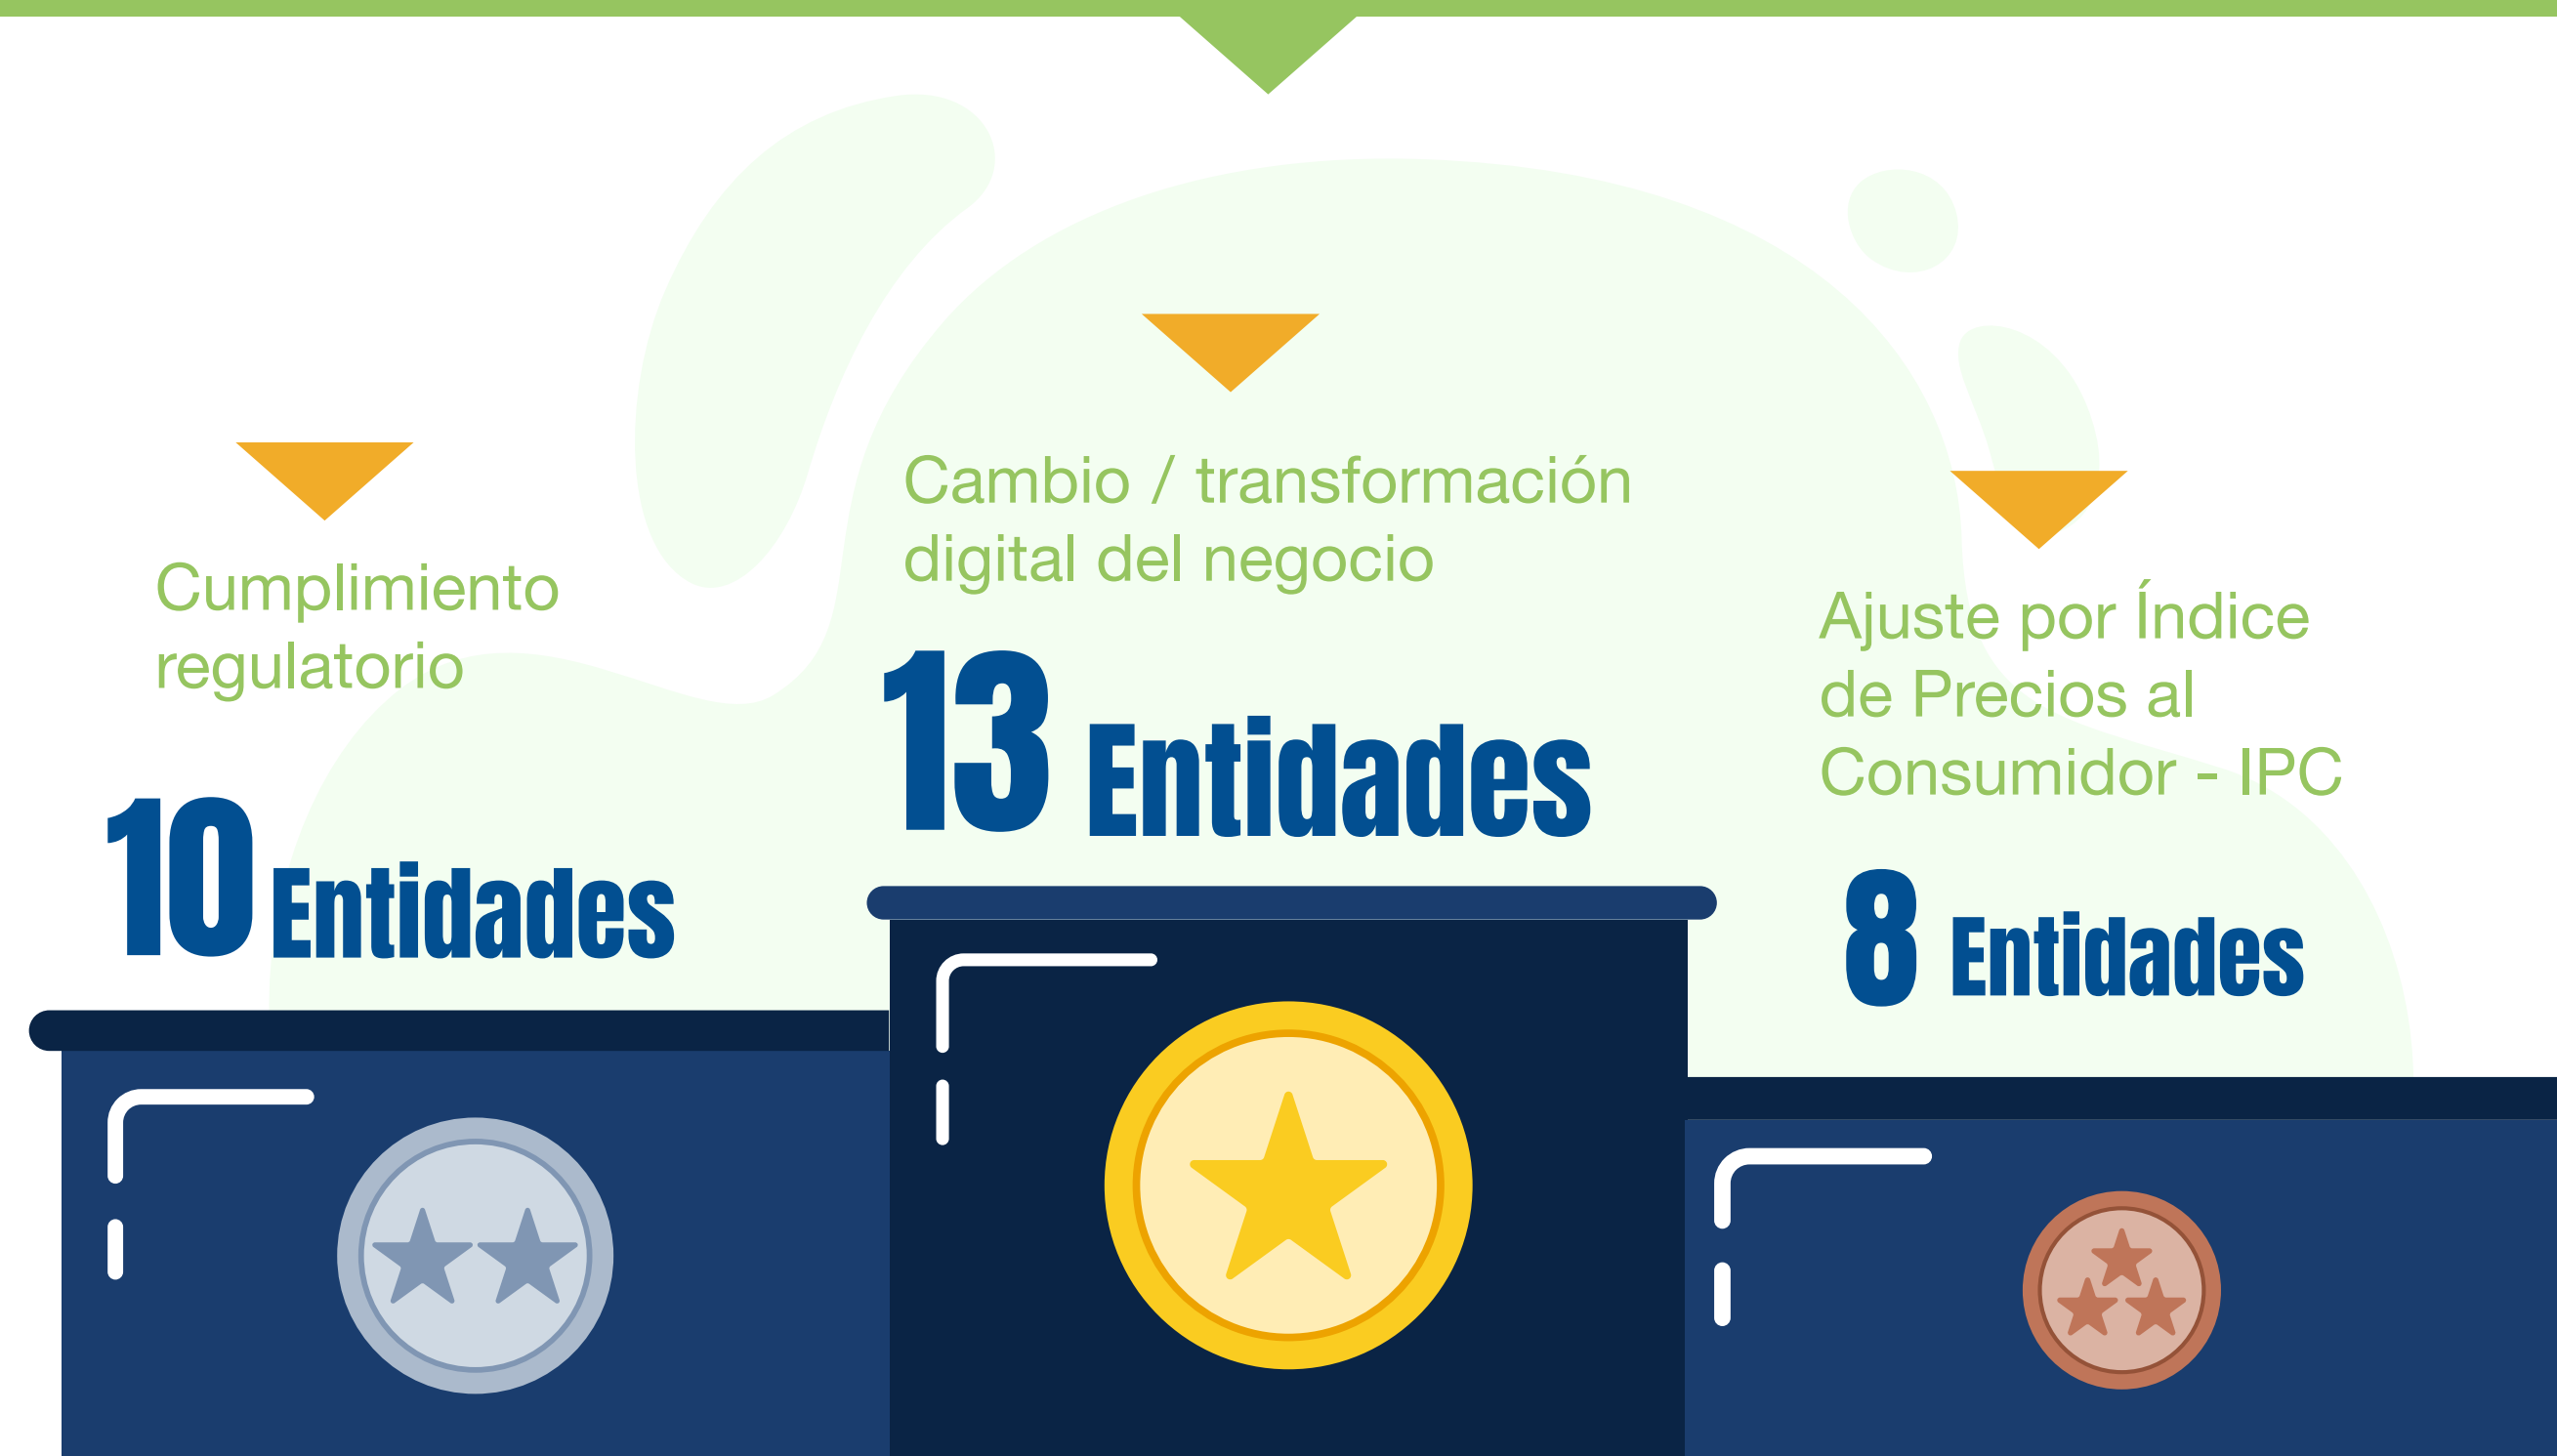 Cumplimiento
regulatorio
10 Entidades
Cambio / transformación
digital del negocio
13 Entidades
Ajuste por Índice
de Precios al
Consumidor - IPC
8 Entidades